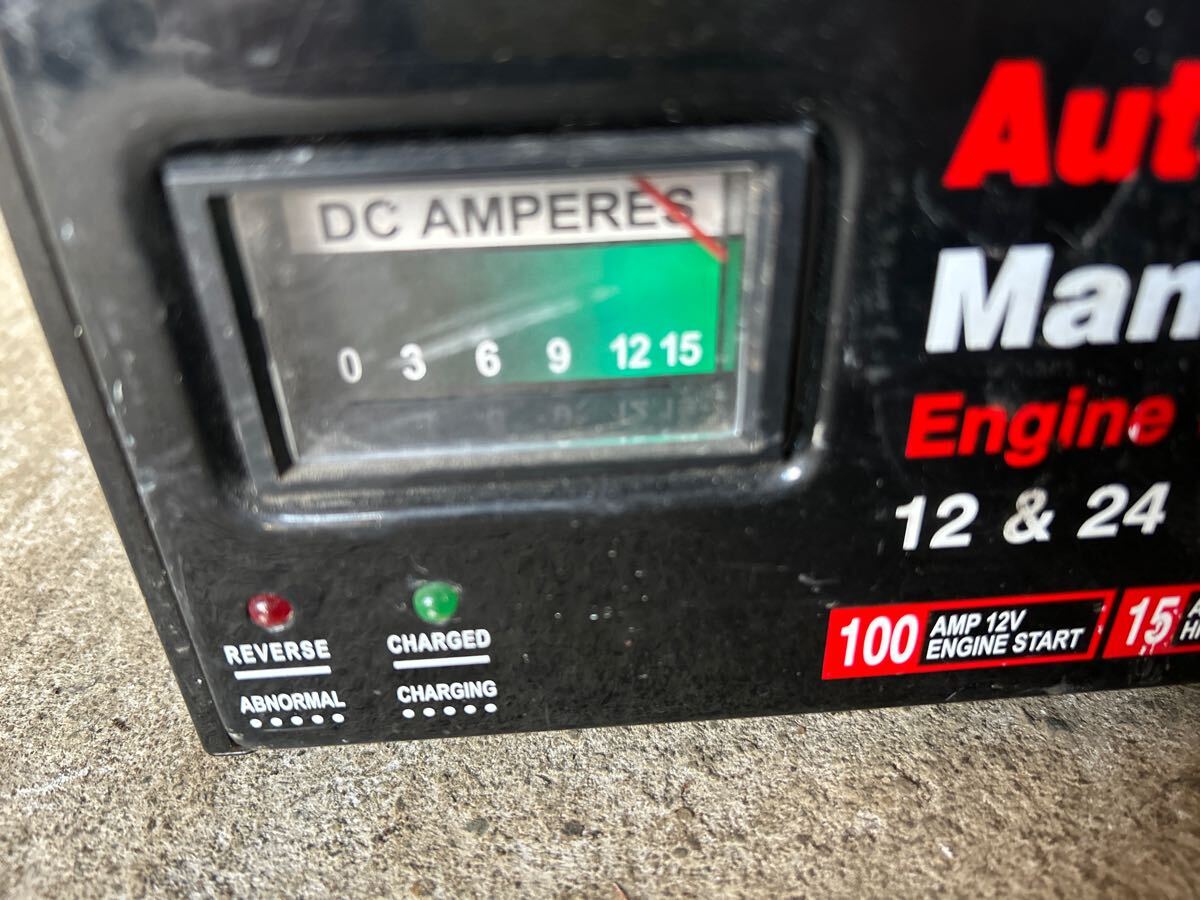 DC AMPERES
0 3 6 9 12 15
REVERSE
ABNORMAL
CHARGED
CHARGING
Aut
Man
Engine
12 & 24
100 AMP 12V
ENGINE START
15